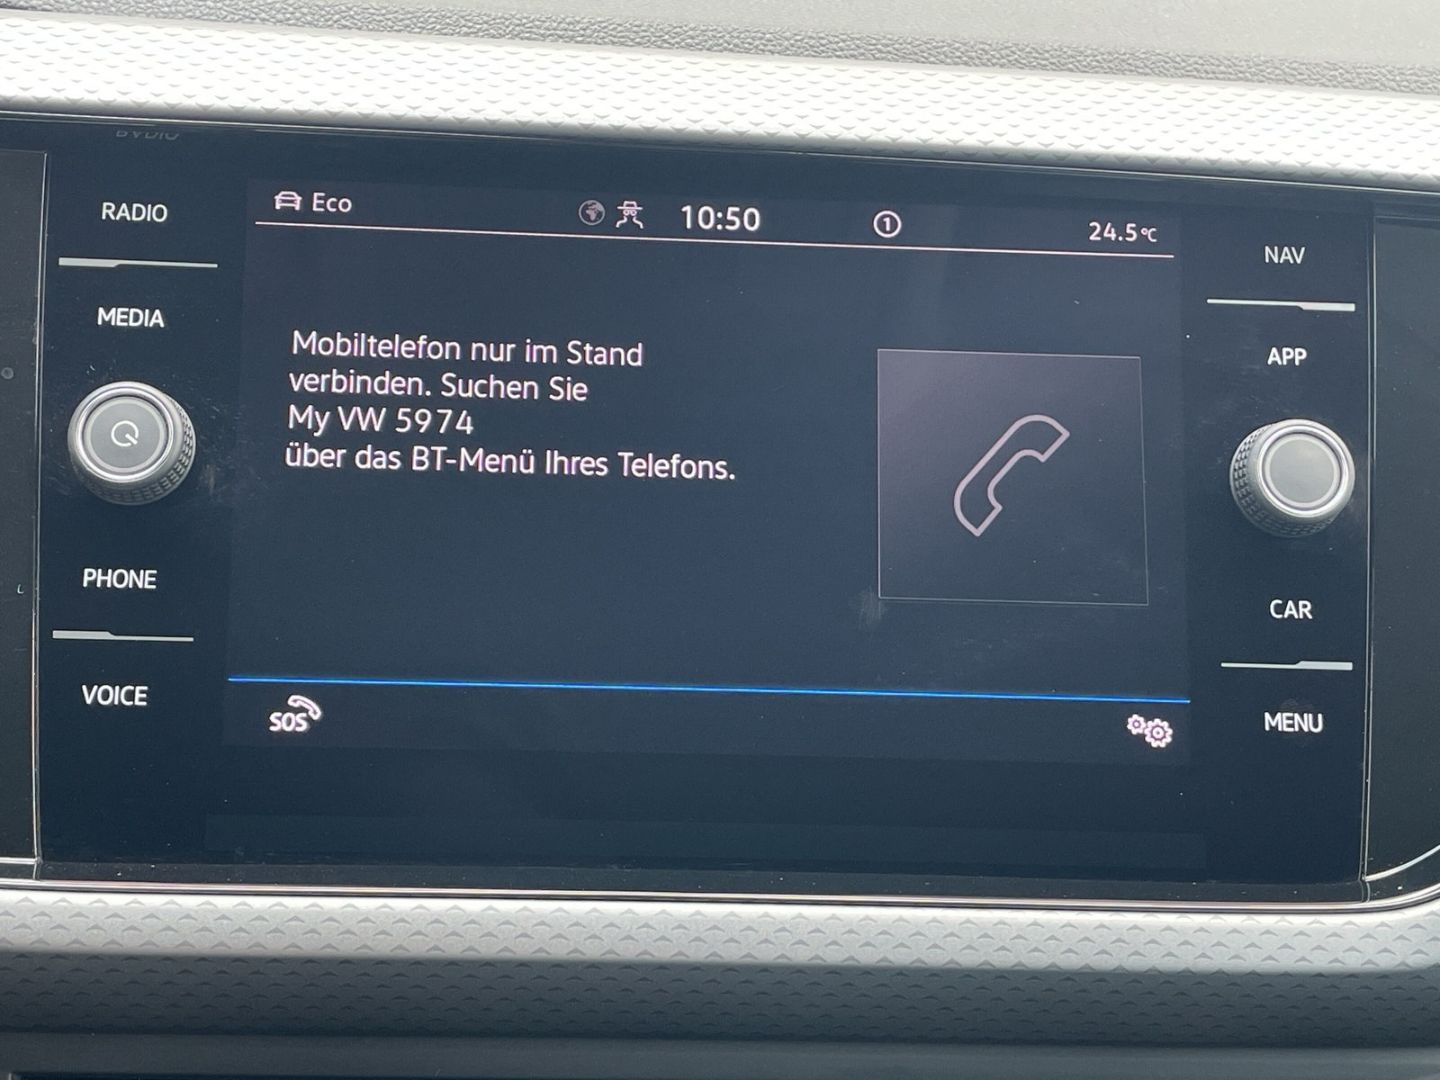 RADIO
MEDIA
PHONE
VOICE
Eco
10:50
1
24.5°C
Mobiltelefon nur im Stand
verbinden. Suchen Sie
My VW 5974
über das BT-Menü Ihres Telefons.
SOS
NAV
APP
CAR
MENU